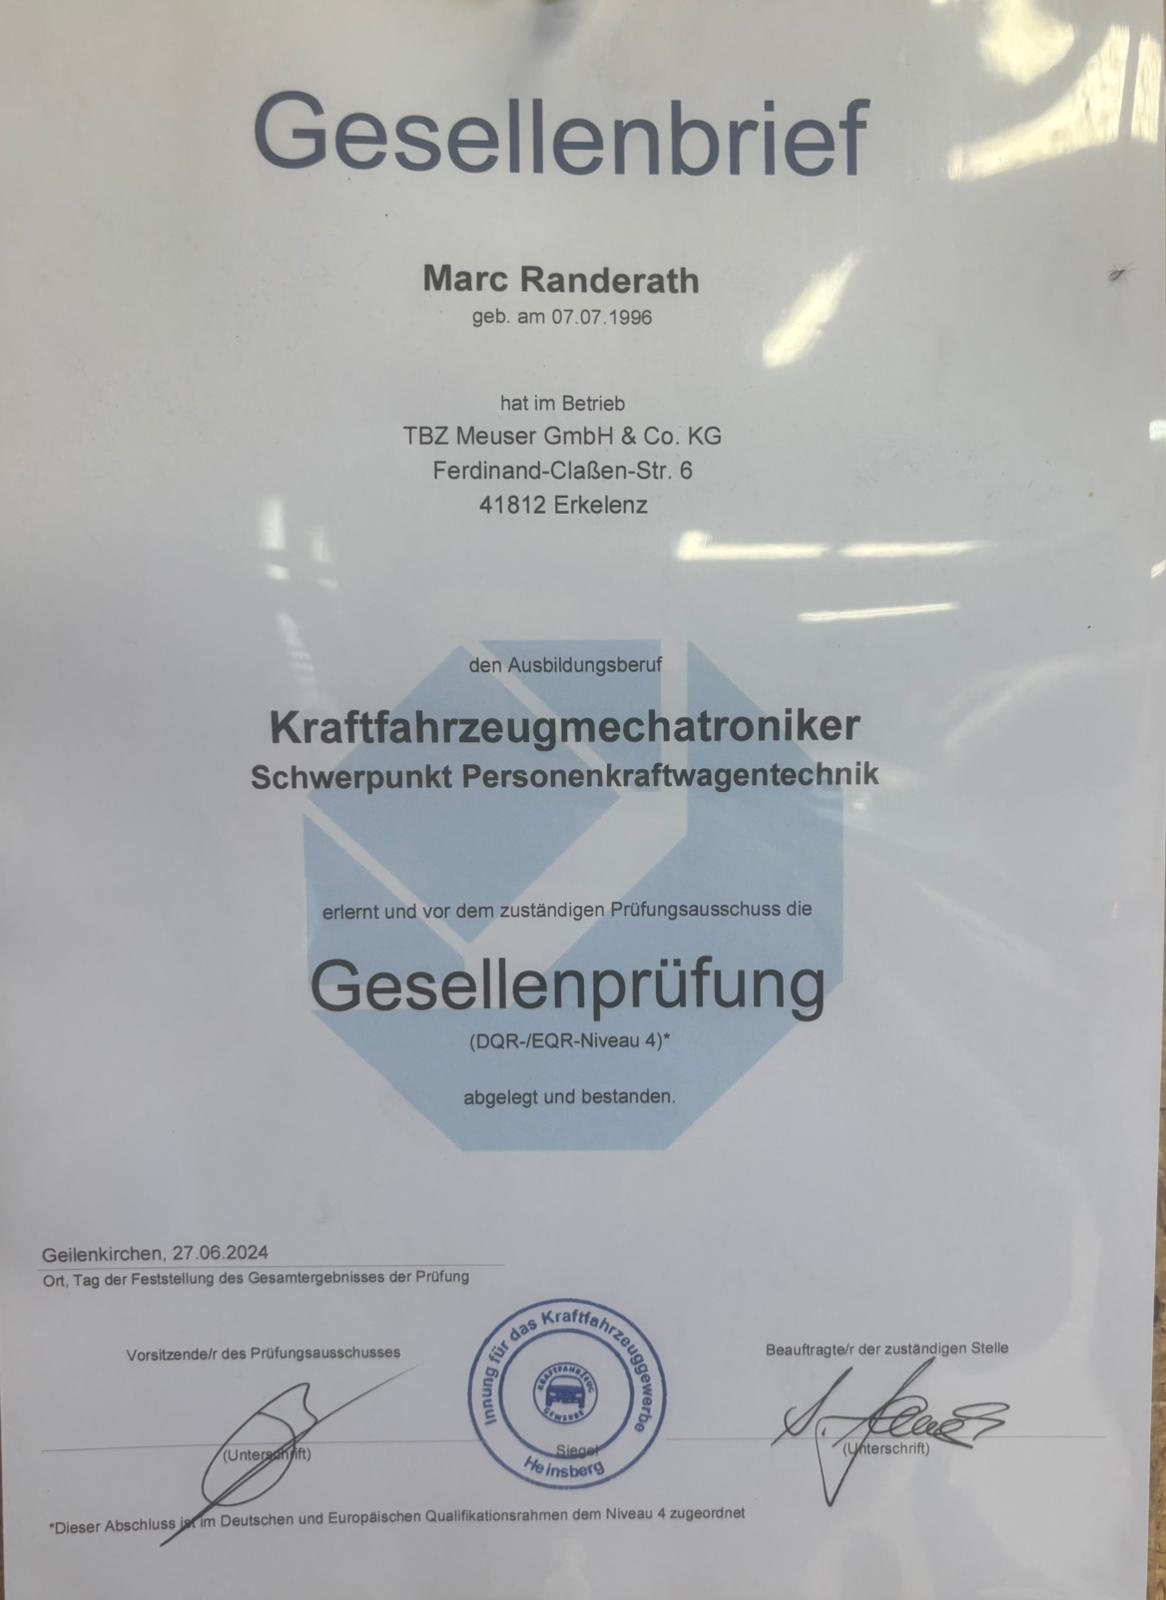 Gesellenbrief
Marc Randerath
geb. am 07.07.1996
hat im Betrieb
TBZ Meuser GmbH & Co. KG
Ferdinand-Claßen-Str. 6
41812 Erkelenz
den Ausbildungsberuf
Kraftfahrzeugmechatroniker
Schwerpunkt Personenkraftwagentechnik
erlernt und vor dem zuständigen Prüfungsausschuss die
Gesellenprüfung
(DQR-/EQR-Niveau 4)*
abgelegt und bestanden.
Geilenkirchen, 27.06.2024
Ort, Tag der Feststellung des Gesamtergebnisses der Prüfung
Vorsitzende/r des Prüfungsausschusses
(Unterschrift)
Innung für das Kraftfahrzeuggewerbe
KRAFTFAHRZEUG
GEWERBE
Siegel
Heinsberg
Beauftragte/r der zuständigen Stelle
(Unterschrift)
*Dieser Abschluss ist im Deutschen und Europäischen Qualifikationsrahmen dem Niveau 4 zugeordnet